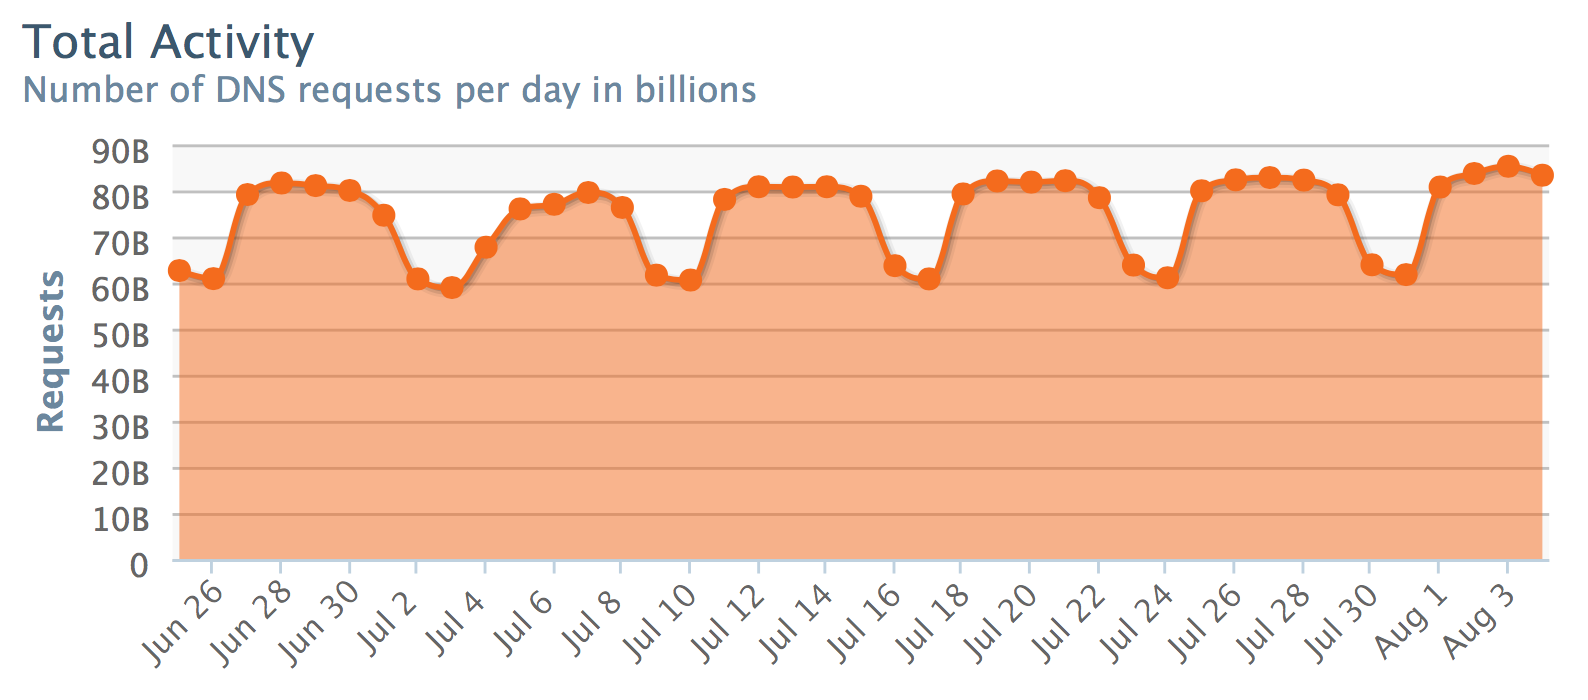 Total Activity
Number of DNS requests per day in billions
Requests
90B
80B
70B
60B
50B
40B
30B
20B
10B
0
Jun 26
Jun 28
Jun 30
Jul 2
Jul 4
Jul 6
Jul 8
Jul 10
Jul 12
Jul 14
Jul 16
Jul 18
Jul 20
Jul 22
Jul 24
Jul 26
Jul 28
Jul 30
Aug 1
Aug 3